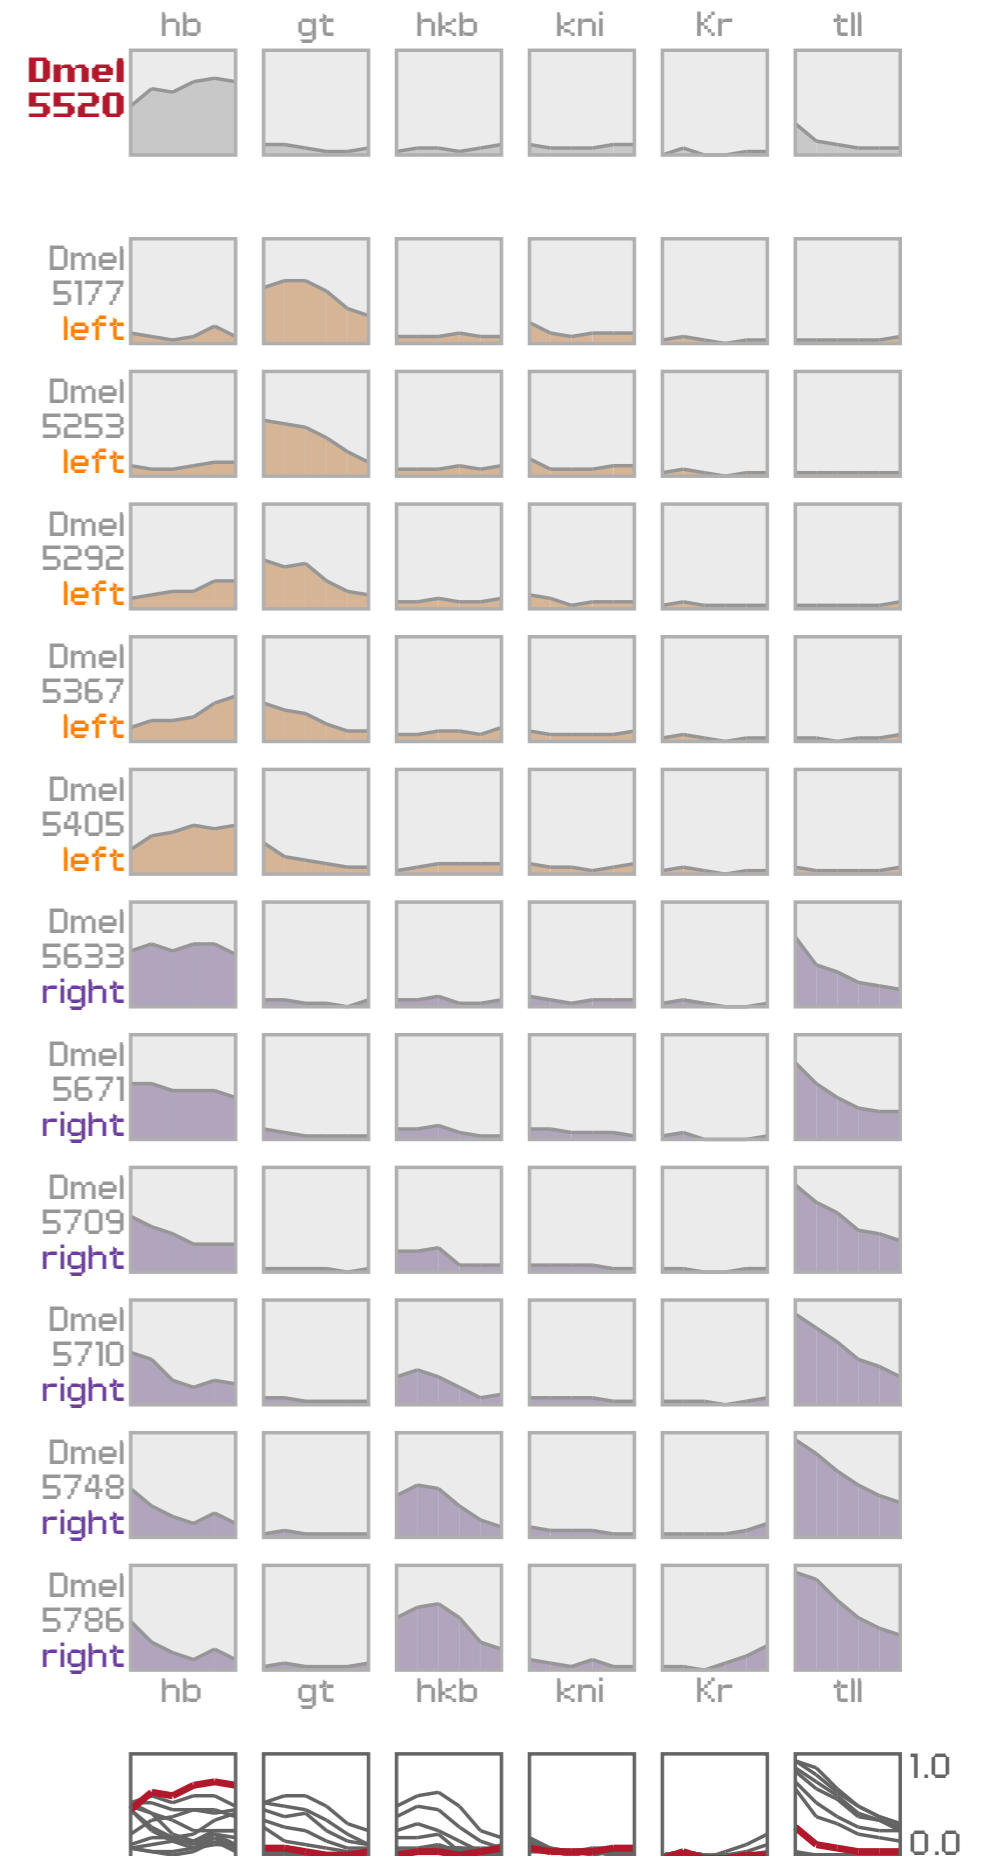 hb gt hkb kni Kr tll
Dmel
5520
Dmel
5177
left
Dmel
5253
left
Dmel
5292
left
Dmel
5367
left
Dmel
5405
left
Dmel
5633
right
Dmel
5671
right
Dmel
5709
right
Dmel
5710
right
Dmel
5748
right
Dmel
5786
right
hb gt hkb kni Kr tll
1.0
0.0